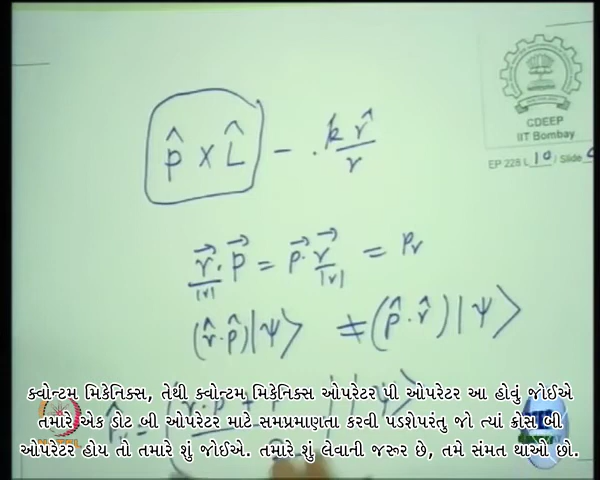 CDEEP
IIT Bombay
EP 228 L 10 / Slide
p̂ × L̂ − k r⃗ / r
r⃗/|r| · p⃗ = p⃗ · r⃗/|r| = Pr
(r̂ · p̂) |ψ⟩ ≠ (p̂ · r̂) |ψ⟩
ક્વોન્ટમ મિકેનિક્સ, તેથી ક્વોન્ટમ મિકેનિક્સ ઓપરેટર પી ઓપરેટર આ હોવું જોઈએ
તમારે એક ડોટ બી ઓપરેટર માટે સમપ્રમાણતા કરવી પડશેપરંતુ જો ત્યાં ક્રોસ બી
ઓપરેટર હોય તો તમારે શું જોઈએ. તમારે શું લેવાની જરૂર છે, તમે સંમત થાઓ છો.